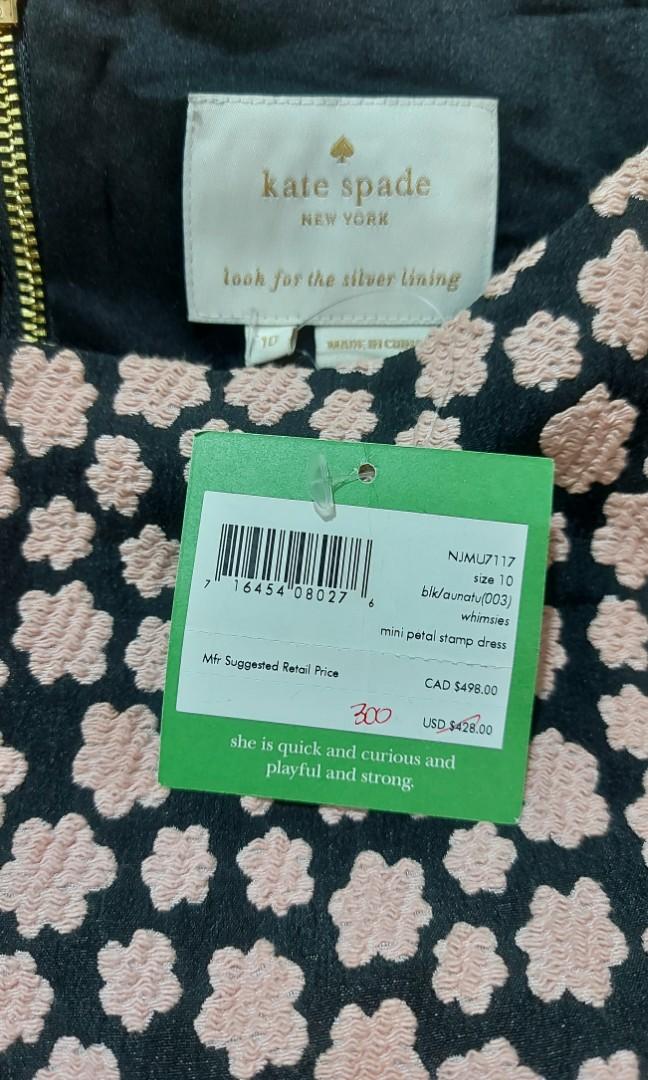 kate spade
NEW YORK
look for the silver lining
10
MADE IN
7 16454 08027 6
NJMU7117
size 10
blk/aunatu(003)
whimsies
mini petal stamp dress
Mfr Suggested Retail Price
CAD $498.00
300 USD $428.00
she is quick and curious and
playful and strong.